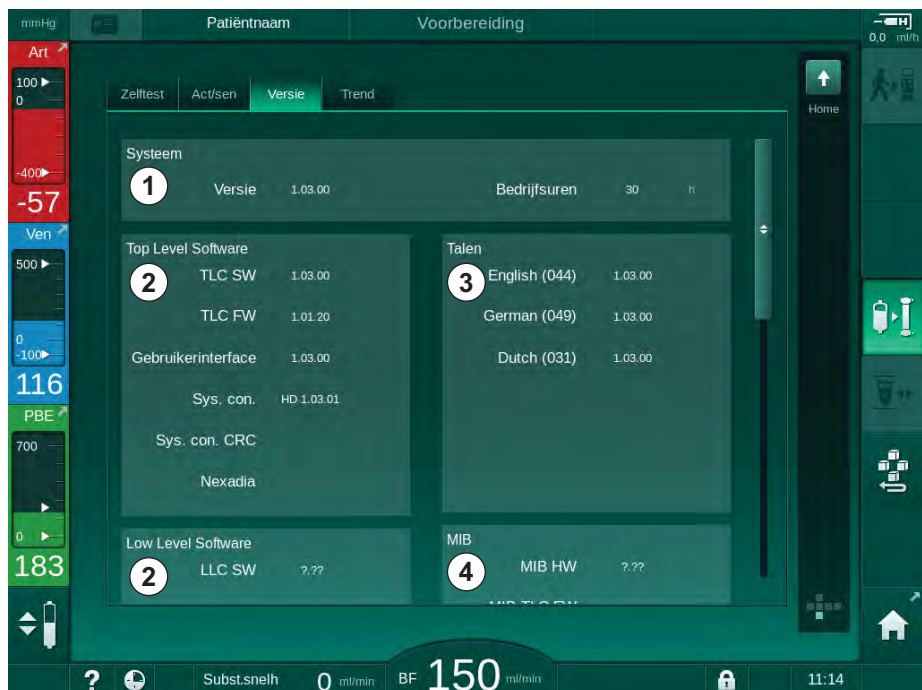 mmHg Patiëntnaam Voorbereiding
0,0 ml/h
Art
100
0
-400
-57
Ven
500
0
-100
116
PBE
700
0
183
Zelftest Act/sen Versie Trend
Home
Systeem
1 Versie 1.03.00 Bedrijfsuren 30 h
Top Level Software
2 TLC SW 1.03.00
TLC FW 1.01.20
Gebruikerinterface 1.03.00
Sys. con. HD 1.03.01
Sys. con. CRC
Nexadia
Talen
3 English (044) 1.03.00
German (049) 1.03.00
Dutch (031) 1.03.00
Low Level Software
2 LLC SW ?.??
MIB
4 MIB HW ?.??
MIB TLC FW
? Subst.snelh 0 ml/min BF 150 ml/min 11:14